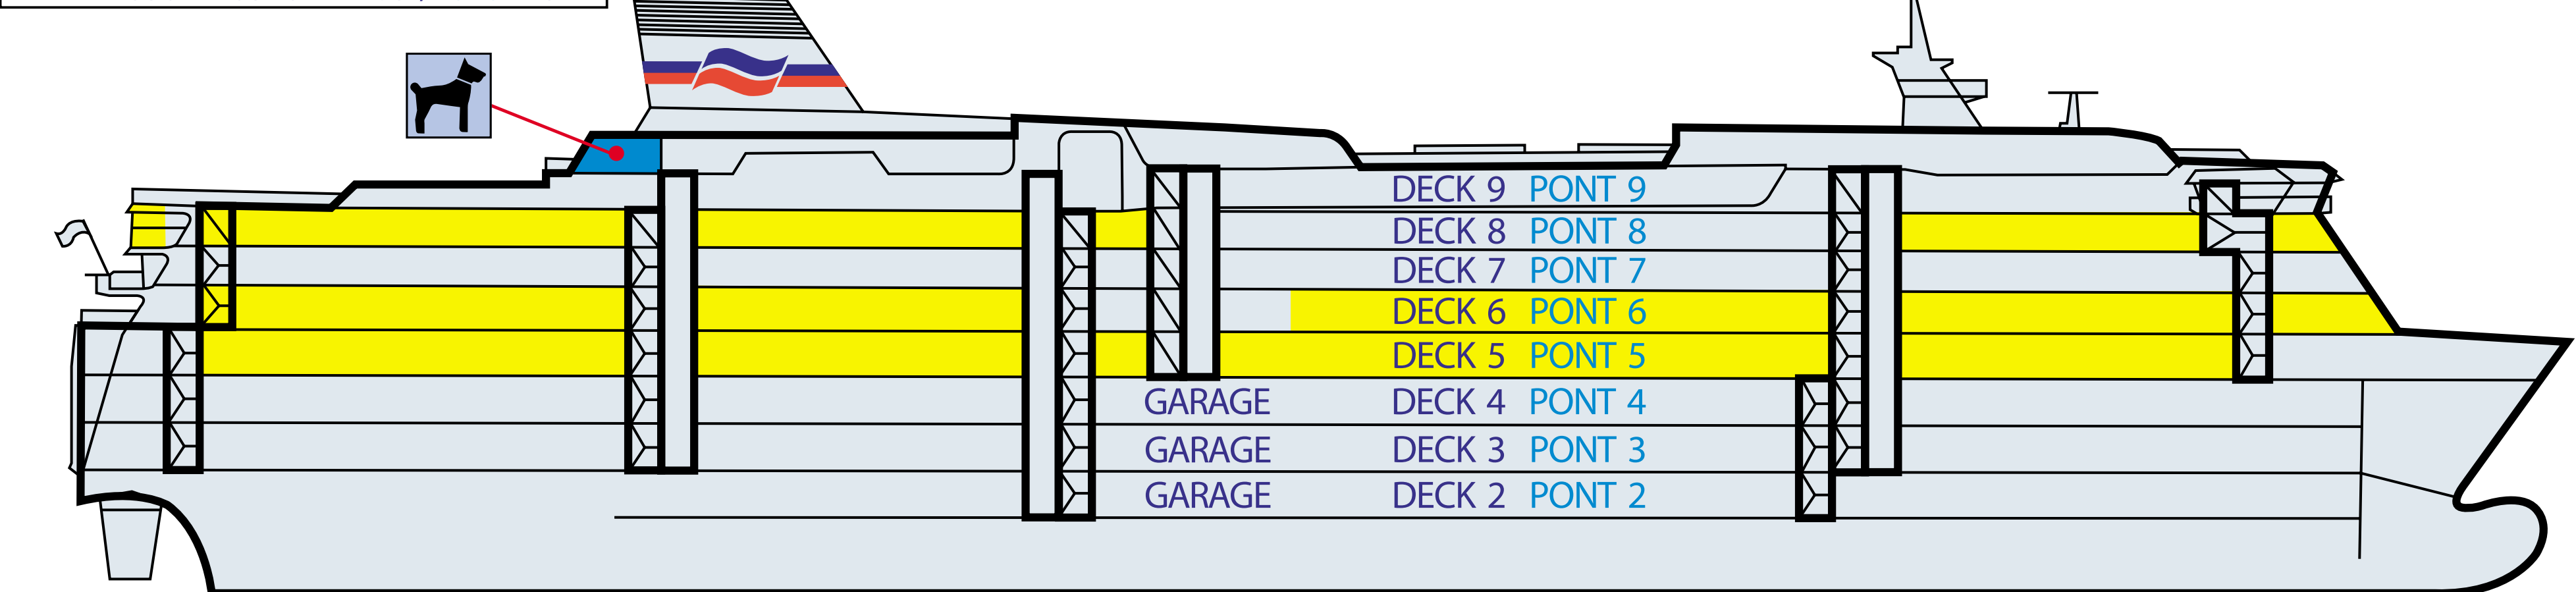 DECK 9 PONT 9
DECK 8 PONT 8
DECK 7 PONT 7
DECK 6 PONT 6
DECK 5 PONT 5
GARAGE DECK 4 PONT 4
GARAGE DECK 3 PONT 3
GARAGE DECK 2 PONT 2